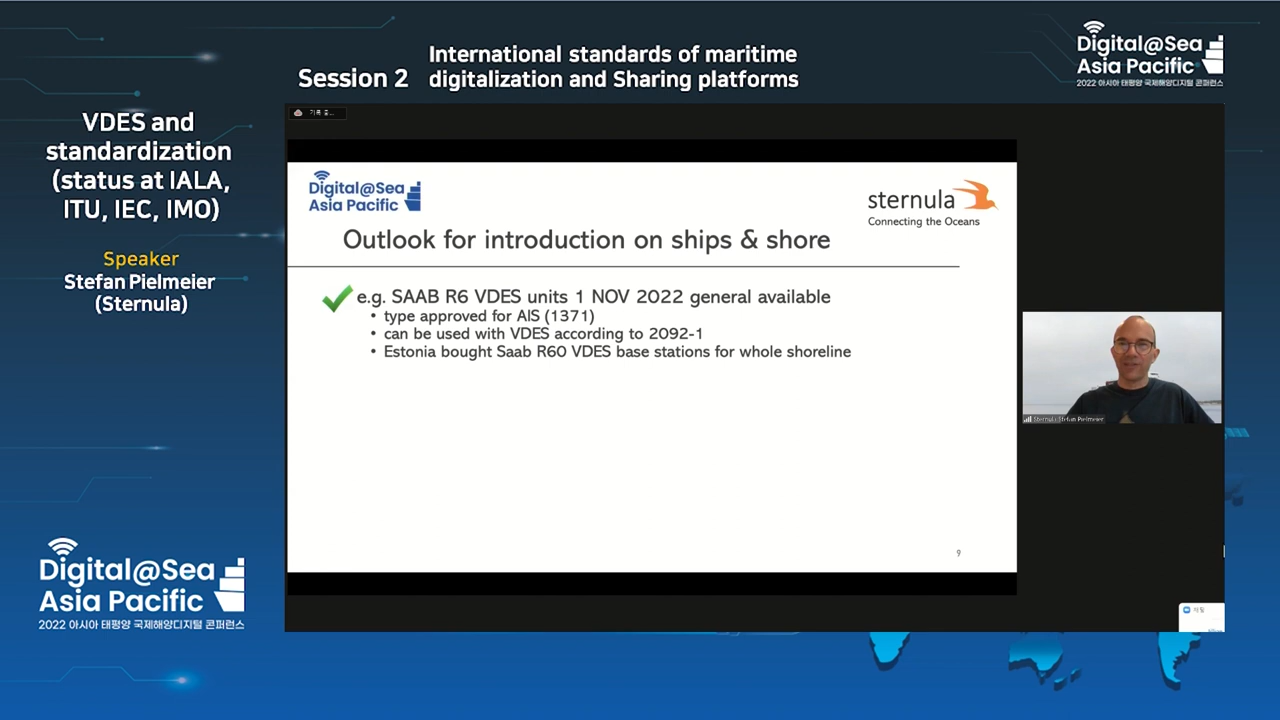 Session 2
International standards of maritime
digitalization and Sharing platforms
Digital@Sea
Asia Pacific
2022 아시아 태평양 국제해양디지털 콘퍼런스
VDES and
standardization
(status at IALA,
ITU, IEC, IMO)
Speaker
Stefan Pielmeier
(Sternula)
기록 중...
Digital@Sea
Asia Pacific
sternula
Connecting the Oceans
Outlook for introduction on ships & shore
e.g. SAAB R6 VDES units 1 NOV 2022 general available
• type approved for AIS (1371)
• can be used with VDES according to 2092-1
• Estonia bought Saab R60 VDES base stations for whole shoreline
9
Sternula Stefan Pielmeier
Digital@Sea
Asia Pacific
2022 아시아 태평양 국제해양디지털 콘퍼런스